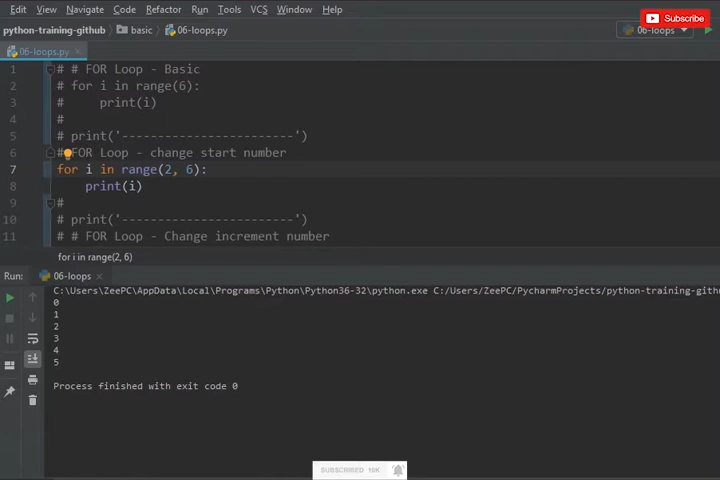 Edit View Navigate Code Refactor Run Tools VCS Window Help
Subscribe
python-training-github basic 06-loops.py 06-loops
06-loops.py
1 # # FOR Loop - Basic
2 # for i in range(6):
3 #     print(i)
4 #
5 # print('------------------------')
6 # FOR Loop - change start number
7 for i in range(2, 6):
8     print(i)
9 #
10 # print('------------------------')
11 # # FOR Loop - Change increment number
for i in range(2, 6)
Run: 06-loops
C:\Users\ZeePC\AppData\Local\Programs\Python\Python36-32\python.exe C:/Users/ZeePC/PycharmProjects/python-training-gith
0
1
2
3
4
5
Process finished with exit code 0
SUBSCRIBED 10K